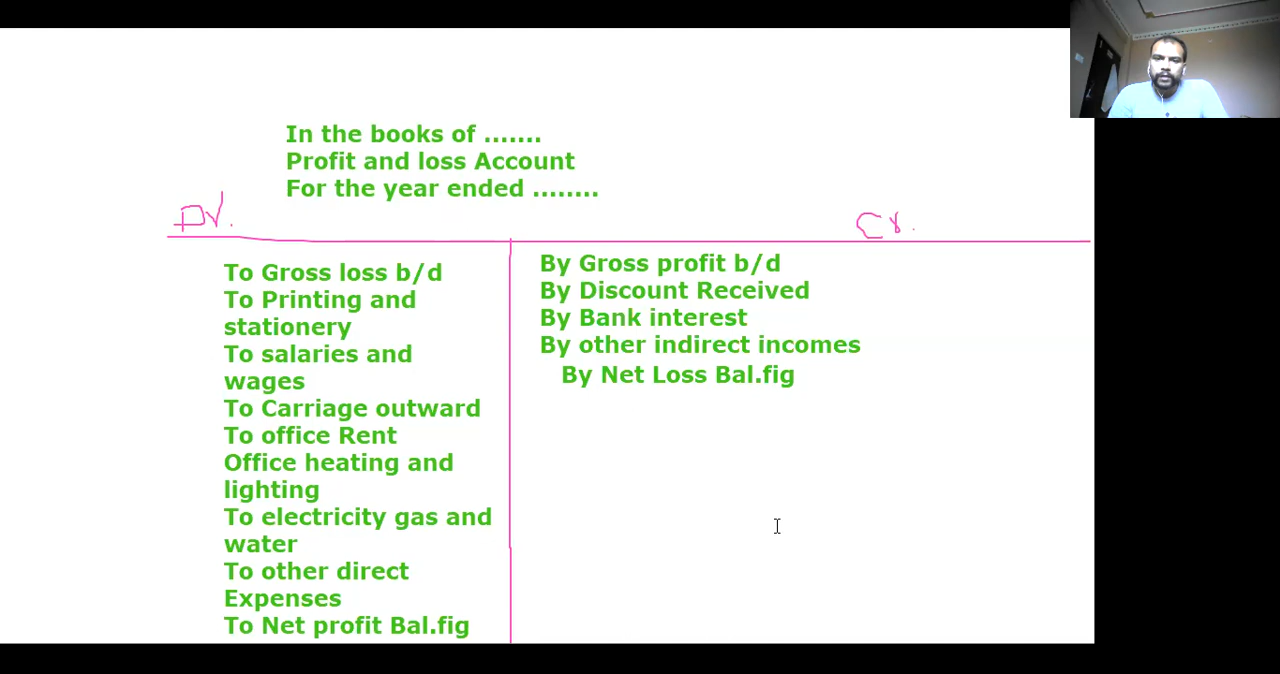 In the books of .......
Profit and loss Account
For the year ended ........
Dr.
Cr.
To Gross loss b/d
To Printing and
stationery
To salaries and
wages
To Carriage outward
To office Rent
Office heating and
lighting
To electricity gas and
water
To other direct
Expenses
To Net profit Bal.fig
By Gross profit b/d
By Discount Received
By Bank interest
By other indirect incomes
By Net Loss Bal.fig